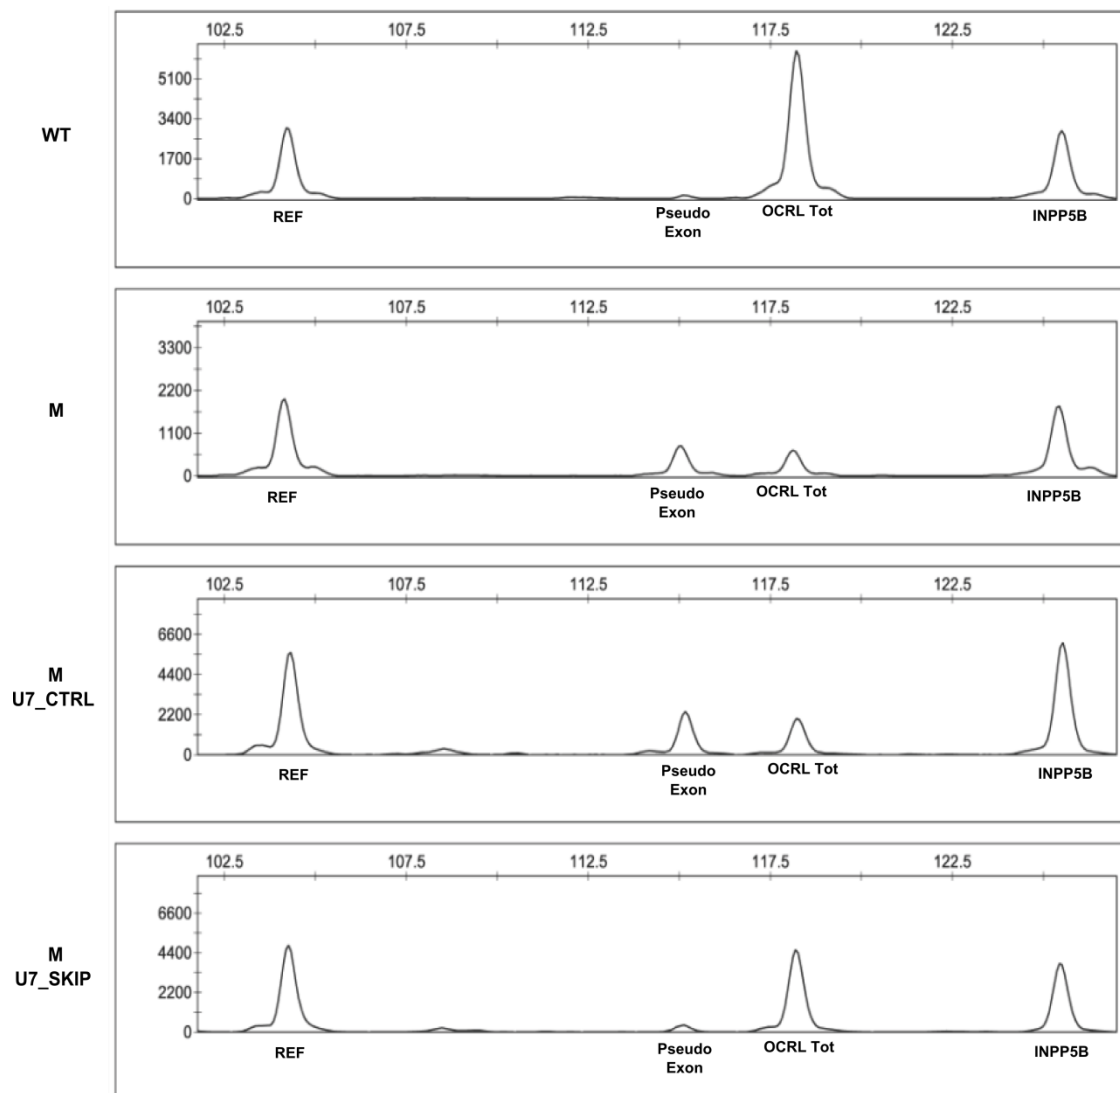 102.5 107.5 112.5 117.5 122.5
5100
3400
WT
1700
0
REF Pseudo Exon OCRL Tot INPP5B
102.5 107.5 112.5 117.5 122.5
3300
2200
M
1100
0
REF Pseudo Exon OCRL Tot INPP5B
102.5 107.5 112.5 117.5 122.5
6600
4400
M
U7_CTRL
2200
0
REF Pseudo Exon OCRL Tot INPP5B
102.5 107.5 112.5 117.5 122.5
6600
4400
M
U7_SKIP
2200
0
REF Pseudo Exon OCRL Tot INPP5B